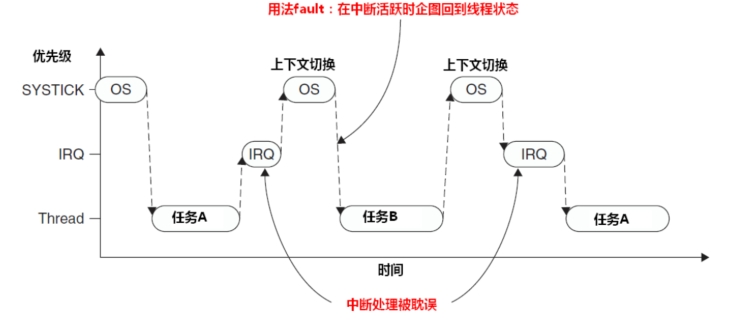 用法fault：在中断活跃时企图回到线程状态
优先级
上下文切换
上下文切换
SYSTICK
OS
OS
OS
IRQ
IRQ
IRQ
Thread
任务A
任务B
任务A
时间
中断处理被耽误